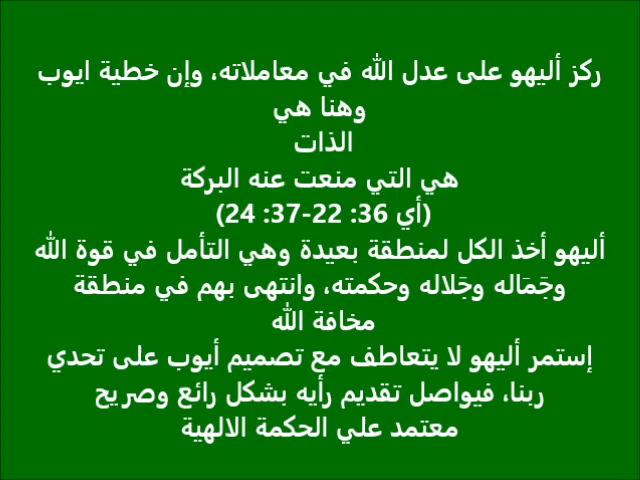 ركز أليهو على عدل الله في معاملاته، وإن خطية ايوب
وهنا هي
الذات
هي التي منعت عنه البركة
(أي 36: 22-37: 24)
أليهو أخذ الكل لمنطقة بعيدة وهي التأمل في قوة الله
وجَمَاله وجَلاله وحكمته، وانتهى بهم في منطقة
مخافة الله
إستمر أليهو لا يتعاطف مع تصميم أيوب على تحدي
ربنا، فيواصل تقديم رأيه بشكل رائع وصريح
معتمد علي الحكمة الالهية